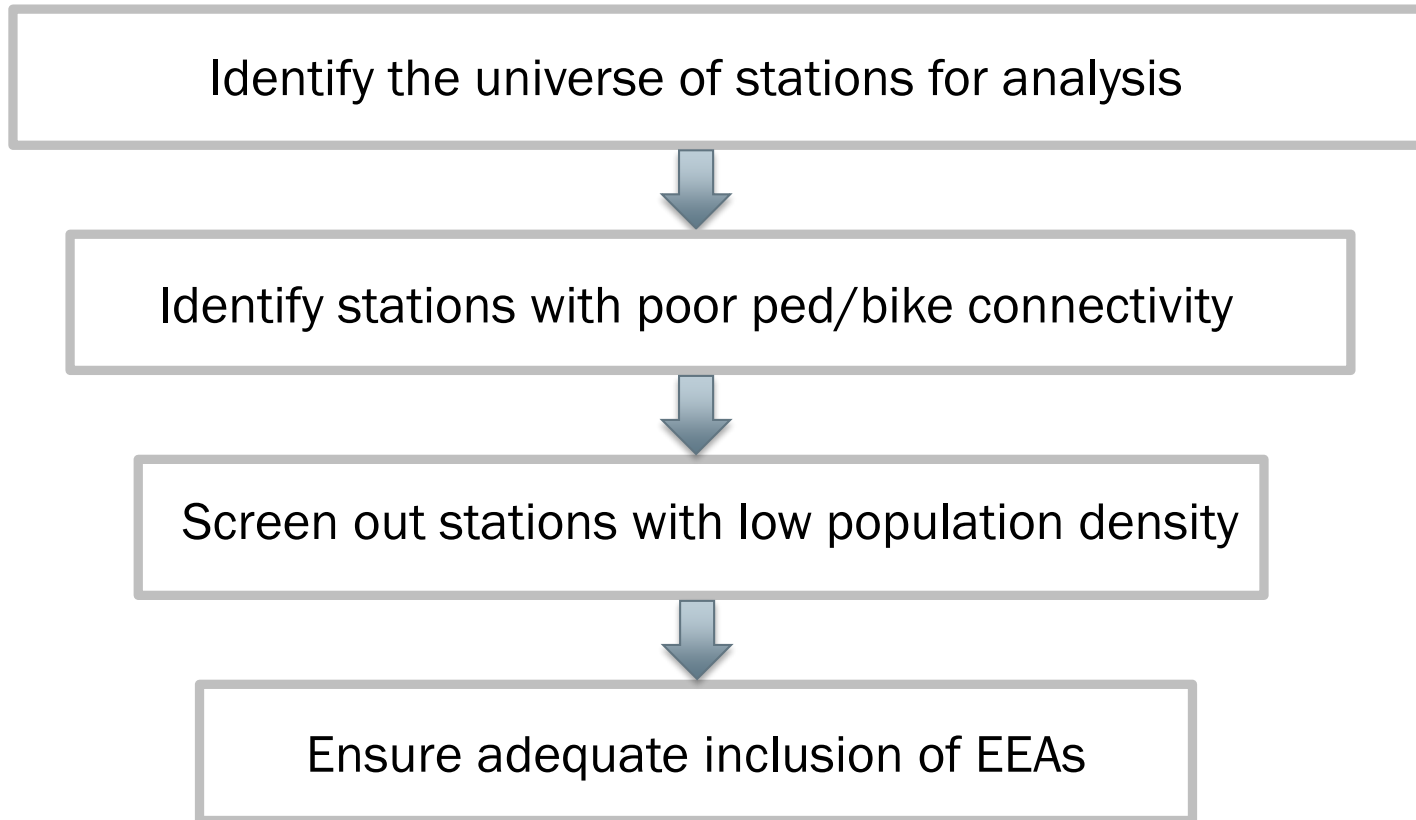 Identify the universe of stations for analysis
Identify stations with poor ped/bike connectivity
Screen out stations with low population density
Ensure adequate inclusion of EEAs